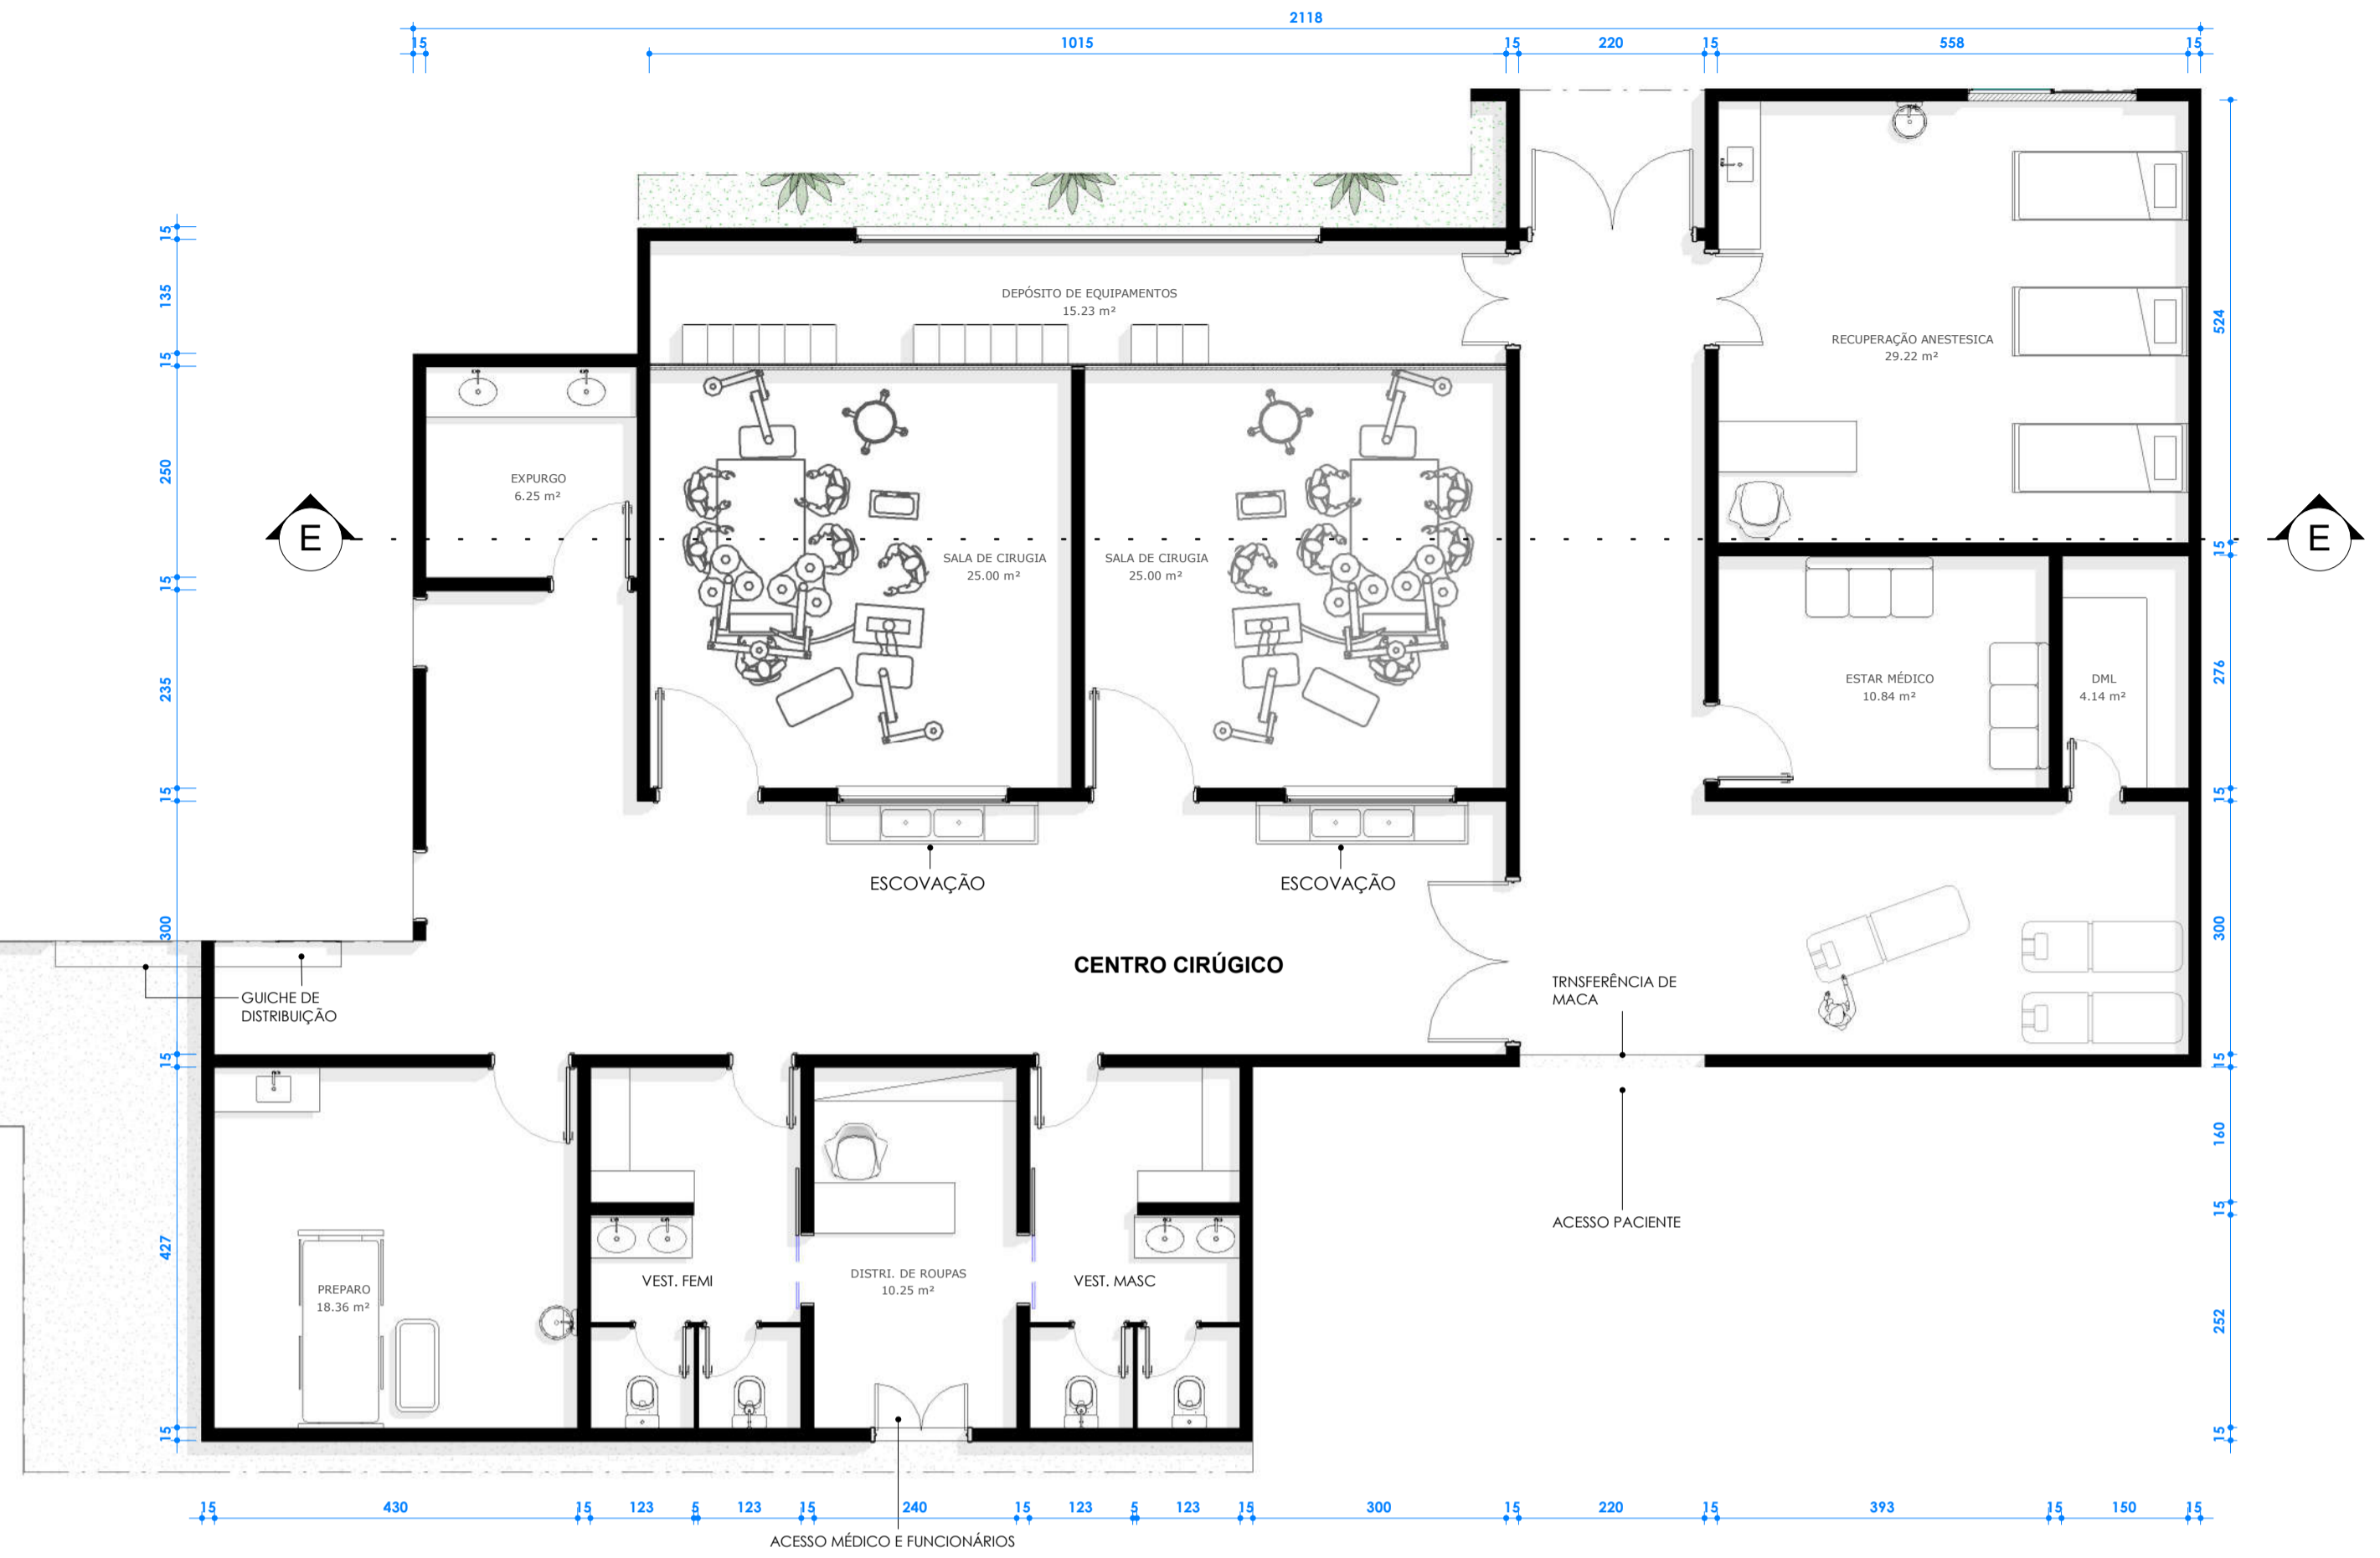 2118
15
1015
15
220
15
558
15
15
135
15
250
15
235
15
300
15
427
15
524
15
276
15
300
15
160
15
252
15
DEPÓSITO DE EQUIPAMENTOS
15.23 m²
RECUPERAÇÃO ANESTESICA
29.22 m²
EXPURGO
6.25 m²
E
E
SALA DE CIRUGIA
25.00 m²
SALA DE CIRUGIA
25.00 m²
ESTAR MÉDICO
10.84 m²
DML
4.14 m²
ESCOVAÇÃO
ESCOVAÇÃO
CENTRO CIRÚGICO
TRNSFERÊNCIA DE
MACA
GUICHE DE
DISTRIBUIÇÃO
ACESSO PACIENTE
PREPARO
18.36 m²
VEST. FEMI
DISTRI. DE ROUPAS
10.25 m²
VEST. MASC
15
430
15
123
5
123
15
240
15
123
5
123
15
300
15
220
15
393
15
150
15
ACESSO MÉDICO E FUNCIONÁRIOS